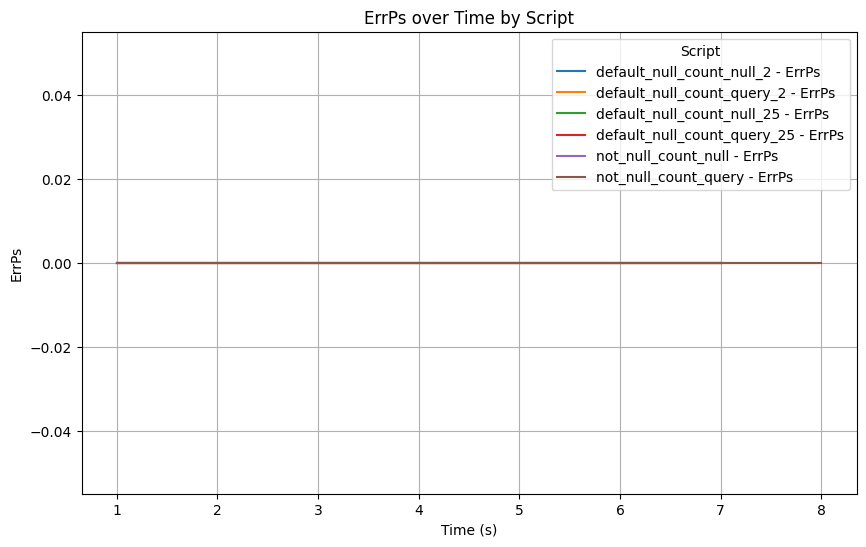 ErrPs over Time by Script
Script
default_null_count_null_2 - ErrPs
default_null_count_query_2 - ErrPs
default_null_count_null_25 - ErrPs
default_null_count_query_25 - ErrPs
not_null_count_null - ErrPs
not_null_count_query - ErrPs
ErrPs
0.04
0.02
0.00
−0.02
−0.04
1 2 3 4 5 6 7 8
Time (s)